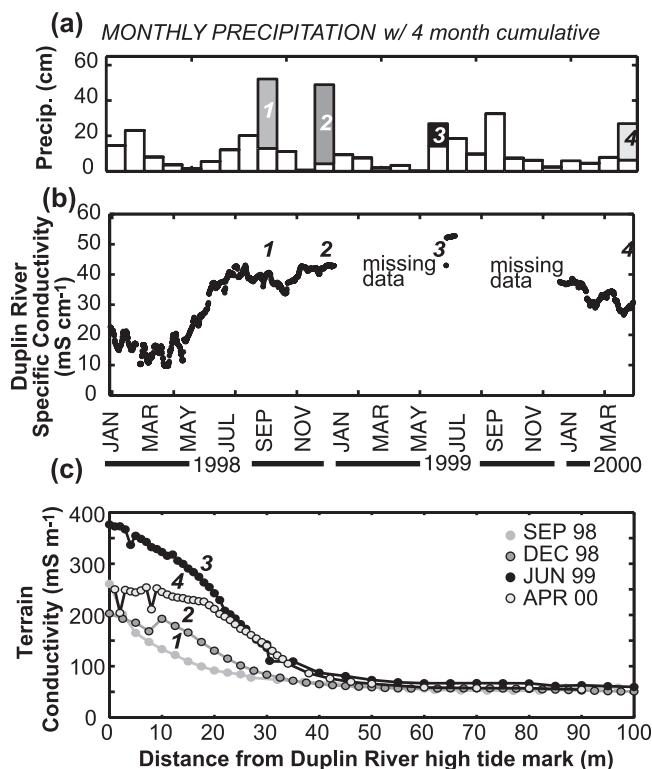 (a) MONTHLY PRECIPITATION w/ 4 month cumulative
Precip. (cm)
60
40
20
0
1
2
3
4
(b)
Duplin River
Specific Conductivity
(mS cm-1)
60
50
40
30
20
10
0
1
2
3
4
missing
data
missing
data
JAN
MAR
MAY
JUL
SEP
NOV
JAN
MAR
MAY
JUL
SEP
NOV
JAN
MAR
1998
1999
2000
(c)
Terrain
Conductivity (mS m-1)
400
300
200
100
0
3
4
2
1
SEP 98
DEC 98
JUN 99
APR 00
0 10 20 30 40 50 60 70 80 90 100
Distance from Duplin River high tide mark (m)